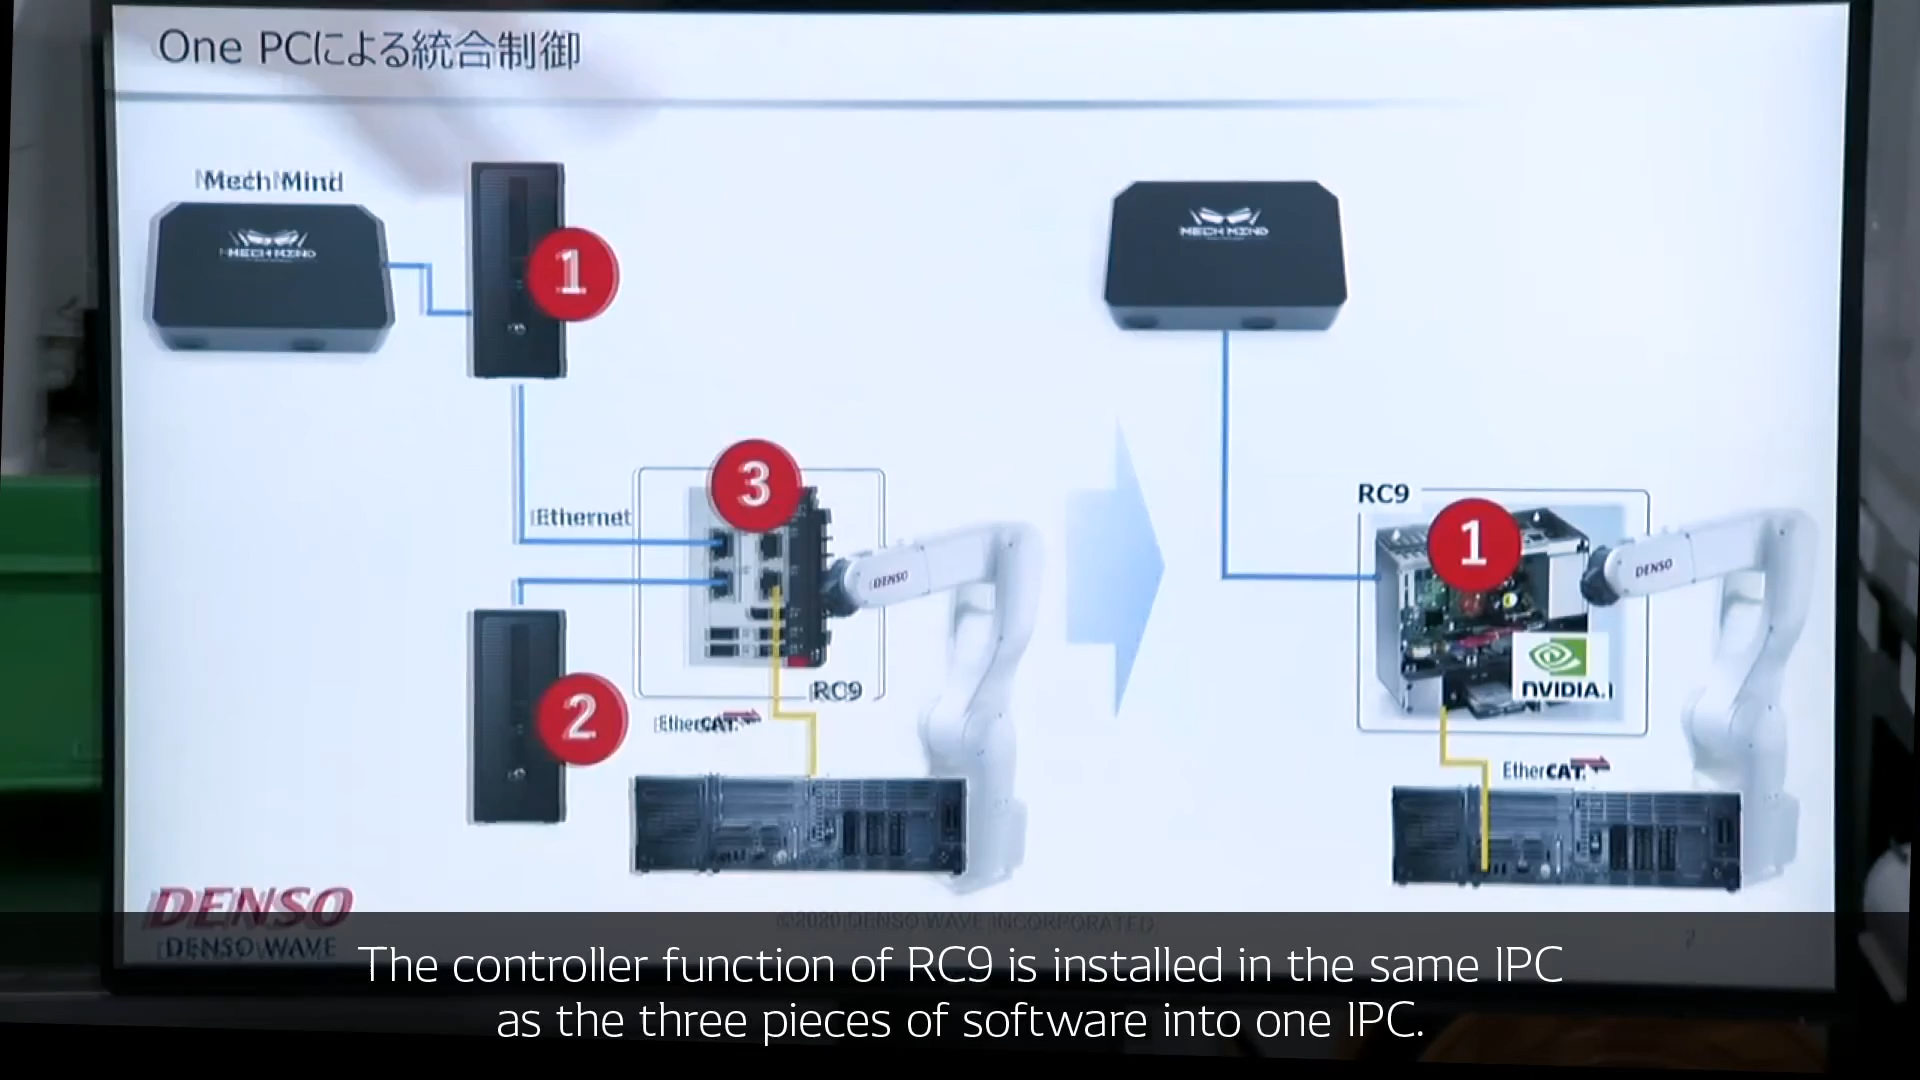 One PCによる統合制御
Mech Mind
MECH MIND
1
MECH MIND
Ethernet
3
RC9
EtherCAT
2
RC9
1
DENSO
DENSO
NVIDIA.
EtherCAT
DENSO
DENSO WAVE
©2020 DENSO WAVE INCORPORATED
7
The controller function of RC9 is installed in the same IPC
as the three pieces of software into one IPC.